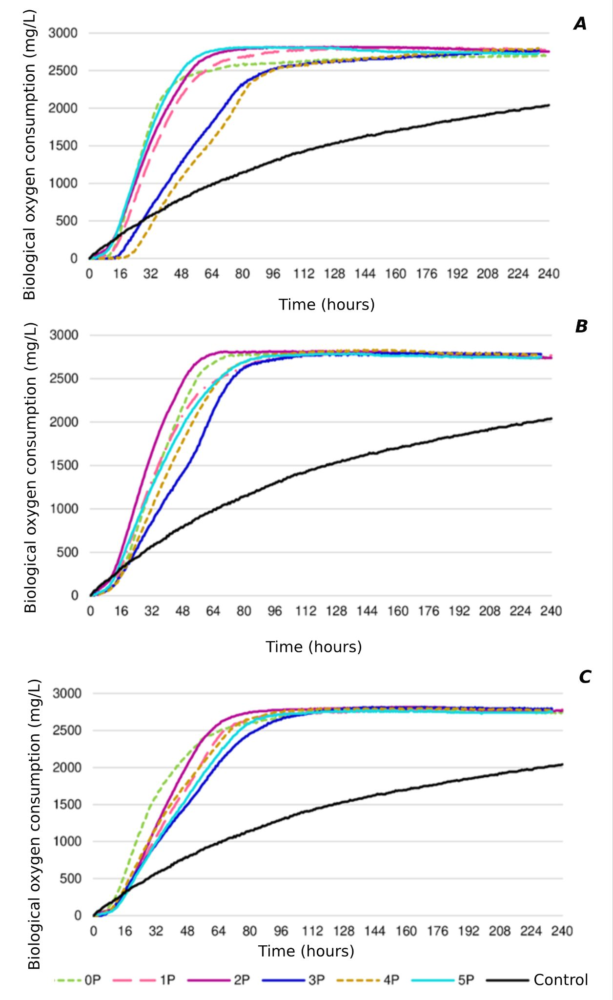 A
Biological oxygen consumption (mg/L)
3000
2500
2000
1500
1000
500
0
0 16 32 48 64 80 96 112 128 144 160 176 192 208 224 240
Time (hours)
B
Biological oxygen consumption (mg/L)
3000
2500
2000
1500
1000
500
0
0 16 32 48 64 80 96 112 128 144 160 176 192 208 224 240
Time (hours)
C
Biological oxygen consumption (mg/L)
3000
2500
2000
1500
1000
500
0
0 16 32 48 64 80 96 112 128 144 160 176 192 208 224 240
Time (hours)
0P 1P 2P 3P 4P 5P Control